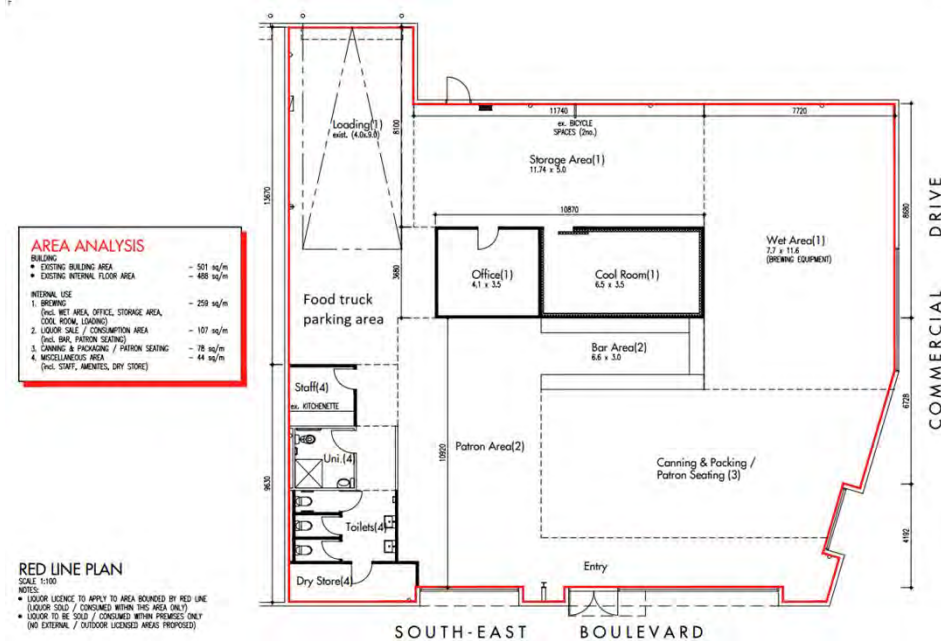 11740
7720
ex. BICYCLE
SPACES (2no.)
Loading(1)
exist. (4.0x9.0)
8100
Storage Area(1)
11.74 x 5.0
13670
10870
8680
COMMERCIAL DRIVE
Wet Area(1)
7.7 x 11.6
(BREWING EQUIPMENT)
AREA ANALYSIS
BUILDING
• EXISTING BUILDING AREA - 501 sq/m
• EXISTING INTERNAL FLOOR AREA - 488 sq/m
INTERNAL USE
1. BREWING - 259 sq/m
(incl. WET AREA, OFFICE, STORAGE AREA,
COOL ROOM, LOADING)
2. LIQUOR SALE / CONSUMPTION AREA - 107 sq/m
(incl. BAR, PATRON SEATING)
3. CANNING & PACKAGING / PATRON SEATING - 78 sq/m
4. MISCELLANEOUS AREA - 44 sq/m
(incl. STAFF, AMENITES, DRY STORE)
Office(1)
4.1 x 3.5
Cool Room(1)
6.5 x 3.5
3680
Food truck
parking area
Bar Area(2)
6.6 x 3.0
Staff(4)
ex. KITCHENETTE
6728
Patron Area(2)
10920
Uni.(4)
Canning & Packing /
Patron Seating (3)
9630
Toilets(4)
4192
Entry
Dry Store(4)
RED LINE PLAN
SCALE 1:100
NOTES:
• LIQUOR LICENCE TO APPLY TO AREA BOUNDED BY RED LINE
(LIQUOR SOLD / CONSUMED WITHIN THIS AREA ONLY)
• LIQUOR TO BE SOLD / CONSUMED WITHIN PREMISES ONLY
(NO EXTERNAL / OUTDOOR LICENSED AREAS PROPOSED)
SOUTH-EAST BOULEVARD